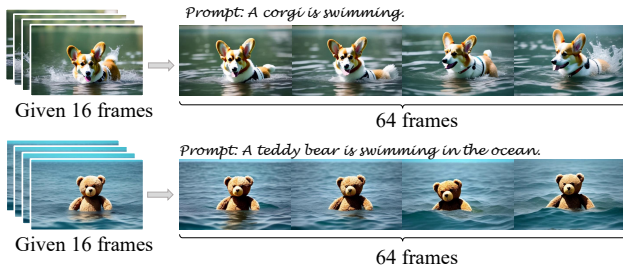 Prompt: A corgi is swimming.
Given 16 frames
64 frames
Prompt: A teddy bear is swimming in the ocean.
Given 16 frames
64 frames